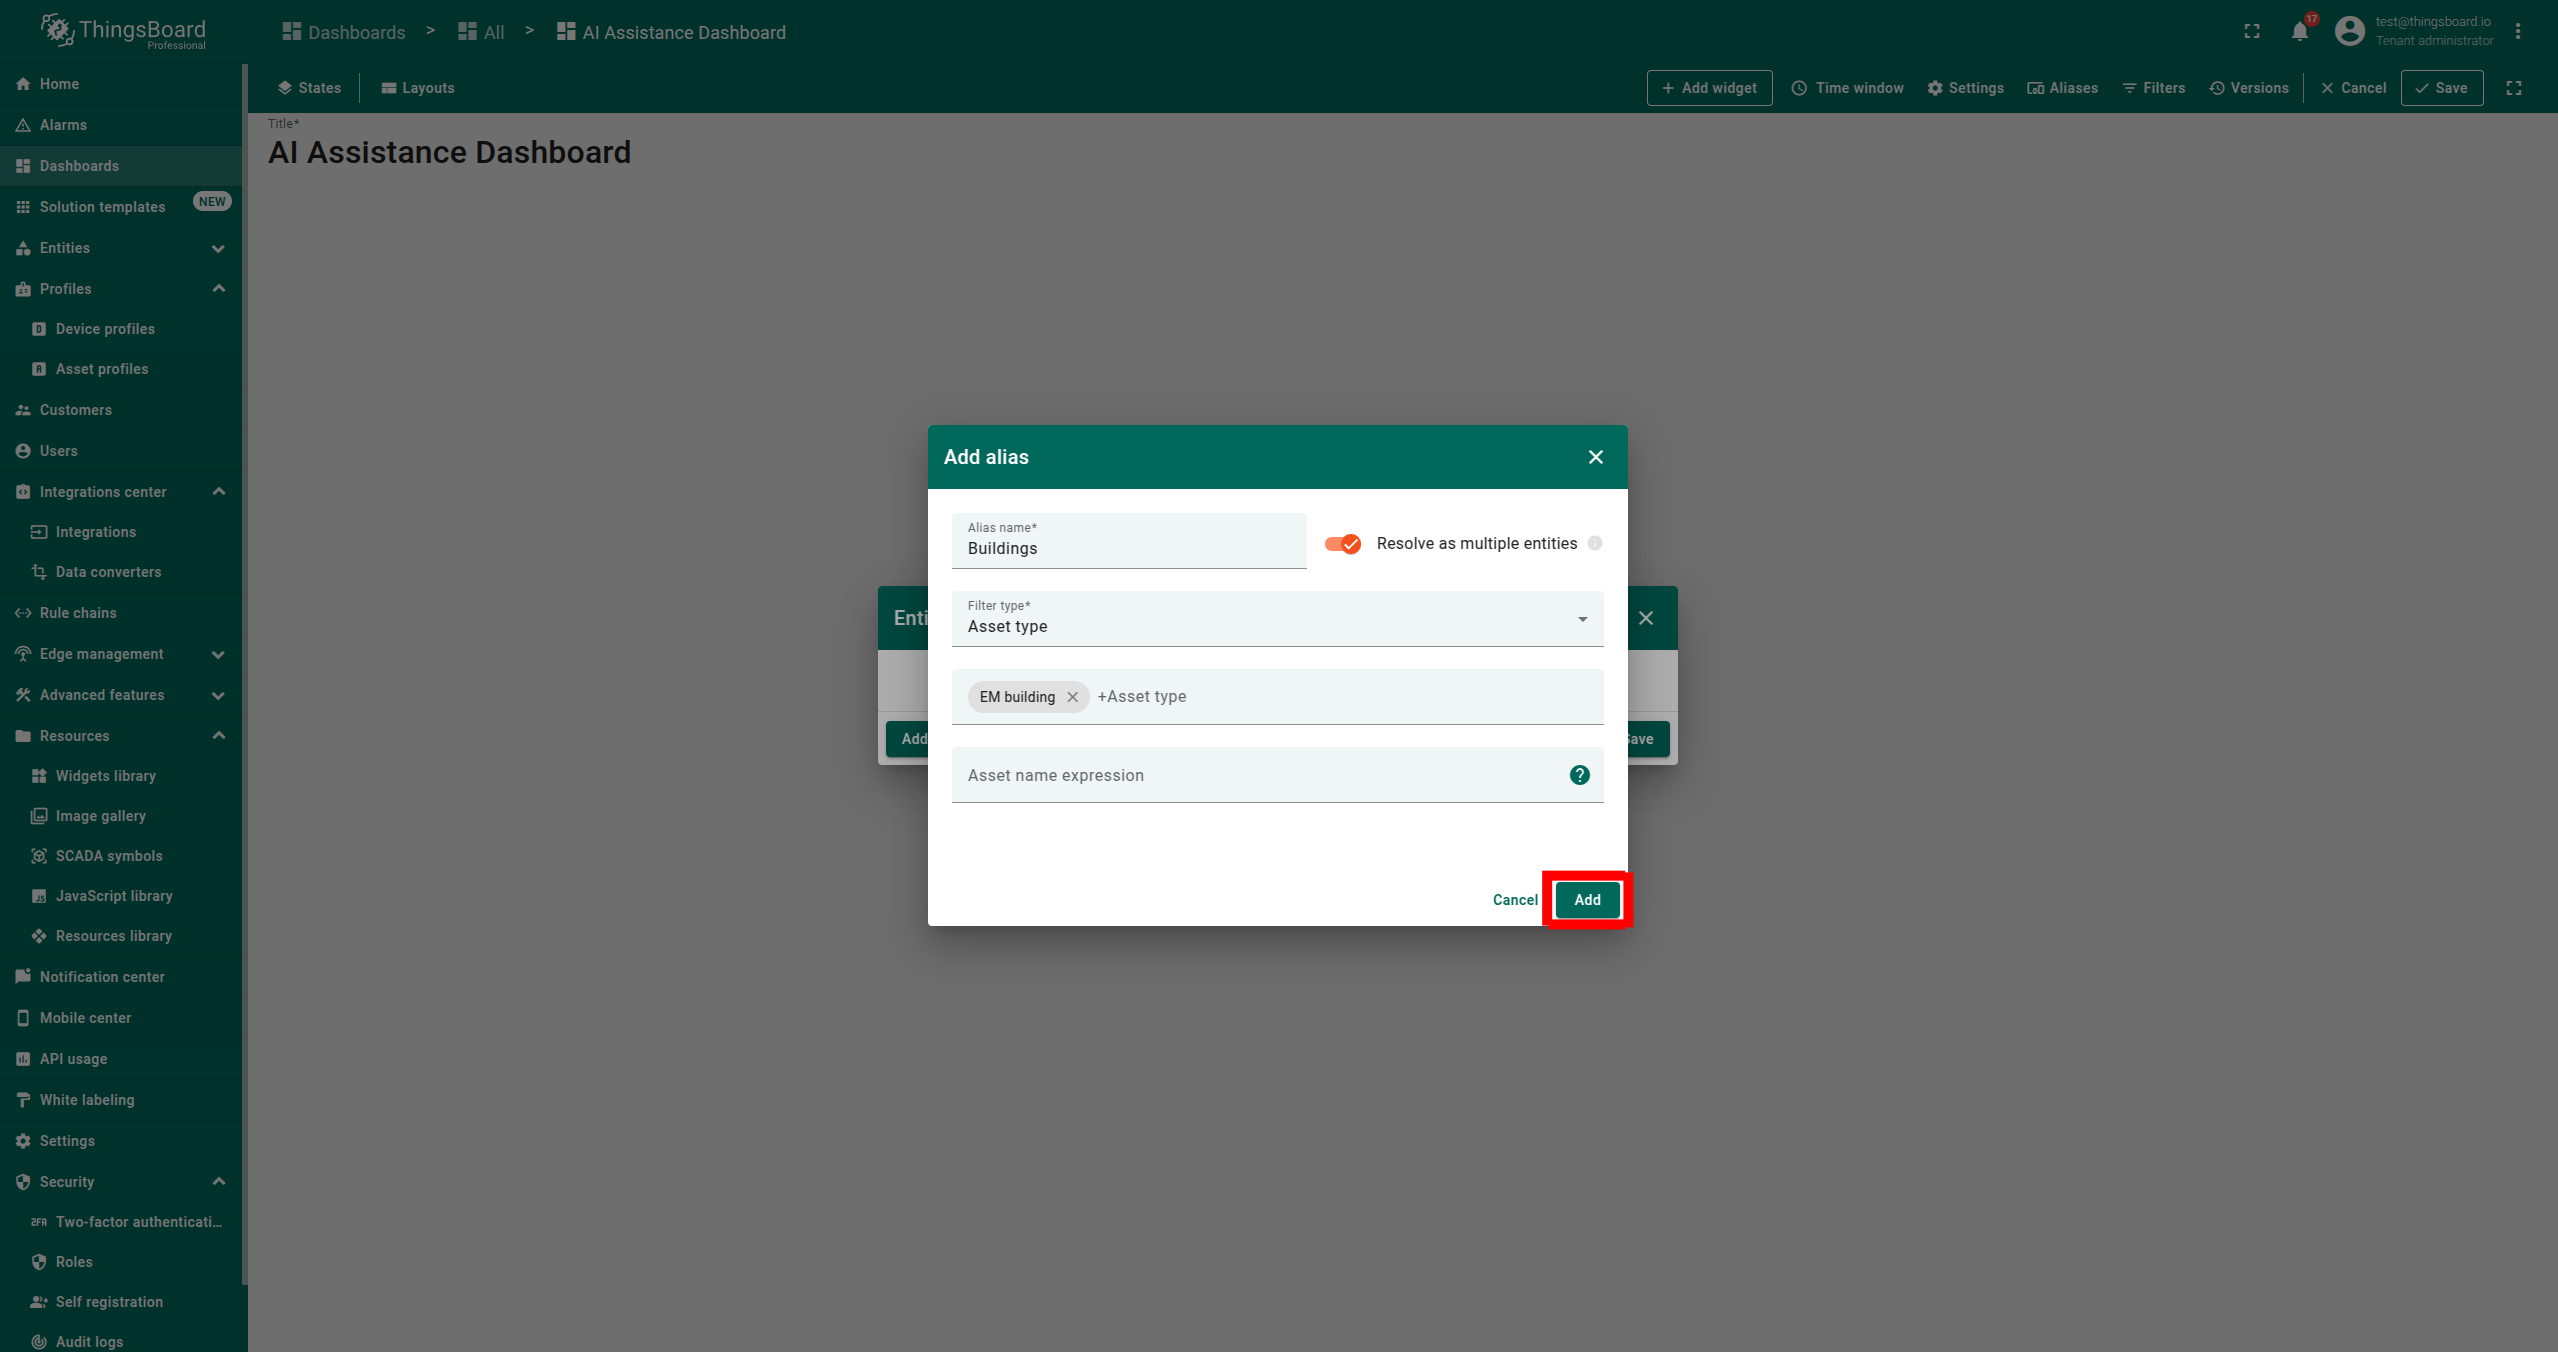 ThingsBoard
Professional
Dashboards > All > AI Assistance Dashboard
17
test@thingsboard.io
Tenant administrator
Home
Alarms
Dashboards
Solution templates NEW
Entities
Profiles
Device profiles
Asset profiles
Customers
Users
Integrations center
Integrations
Data converters
Rule chains
Edge management
Advanced features
Resources
Widgets library
Image gallery
SCADA symbols
JavaScript library
Resources library
Notification center
Mobile center
API usage
White labeling
Settings
Security
2FA Two-factor authenticati...
Roles
Self registration
Audit logs
States Layouts + Add widget Time window Settings Aliases Filters Versions Cancel Save
Title*
AI Assistance Dashboard
Enti
Add
Save
Add alias
Alias name*
Buildings
Resolve as multiple entities
Filter type*
Asset type
EM building +Asset type
Asset name expression ?
Cancel Add